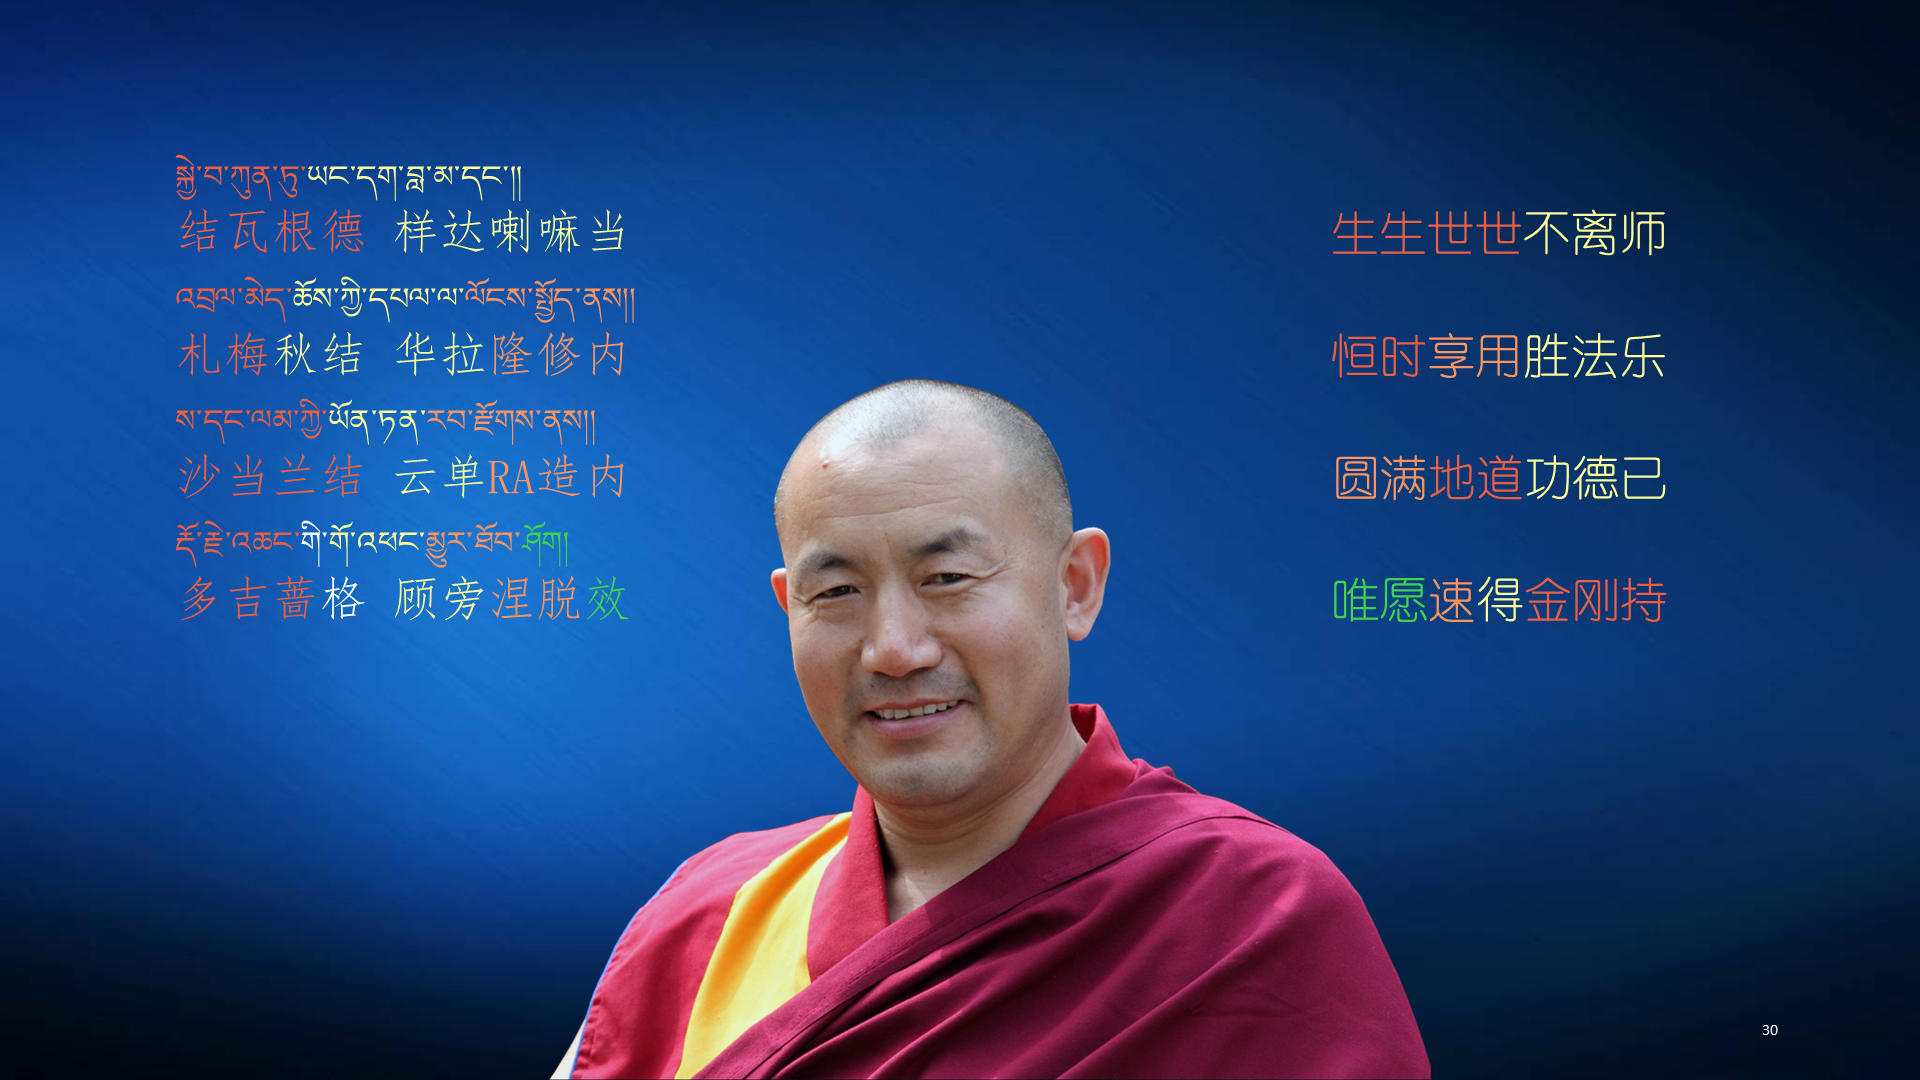 སྐྱེ་བ་ཀུན་ཏུ་ཡང་དག་བླ་མ་དང་།།
结瓦根德 样达喇嘛当
འབྲལ་མེད་ཆོས་ཀྱི་དཔལ་ལ་ལོངས་སྤྱོད་ནས།།
札梅秋结 华拉隆修内
ས་དང་ལམ་ཀྱི་ཡོན་ཏན་རབ་རྫོགས་ནས།།
沙当兰结 云单RA造内
རྡོ་རྗེ་འཆང་གི་གོ་འཕང་མྱུར་ཐོབ་ཤོག།
多吉蔷格 顾旁涅脱效
生生世世不离师
恒时享用胜法乐
圆满地道功德已
唯愿速得金刚持
30